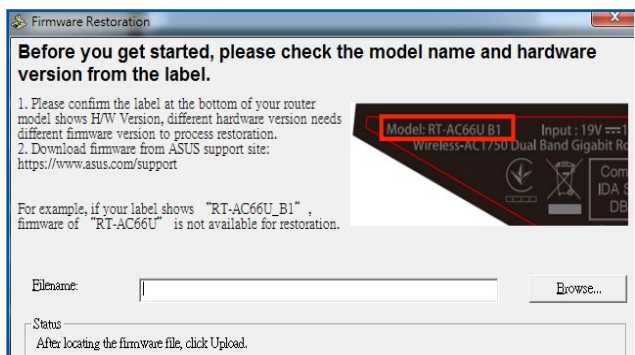 Firmware Restoration
Before you get started, please check the model name and hardware
version from the label.
1. Please confirm the label at the bottom of your router
model shows H/W Version, different hardware version needs
different firmware version to process restoration.
2. Download firmware from ASUS support site:
https://www.asus.com/support
Model: RT-AC66U B1 Input : 19V
Wireless-AC1750 Dual Band Gigabit Ro
Com
IDA S
DB
For example, if your label shows “RT-AC66U_B1” ,
firmware of “RT-AC66U” is not available for restoration.
Filename:
Browse...
Status
After locating the firmware file, click Upload.